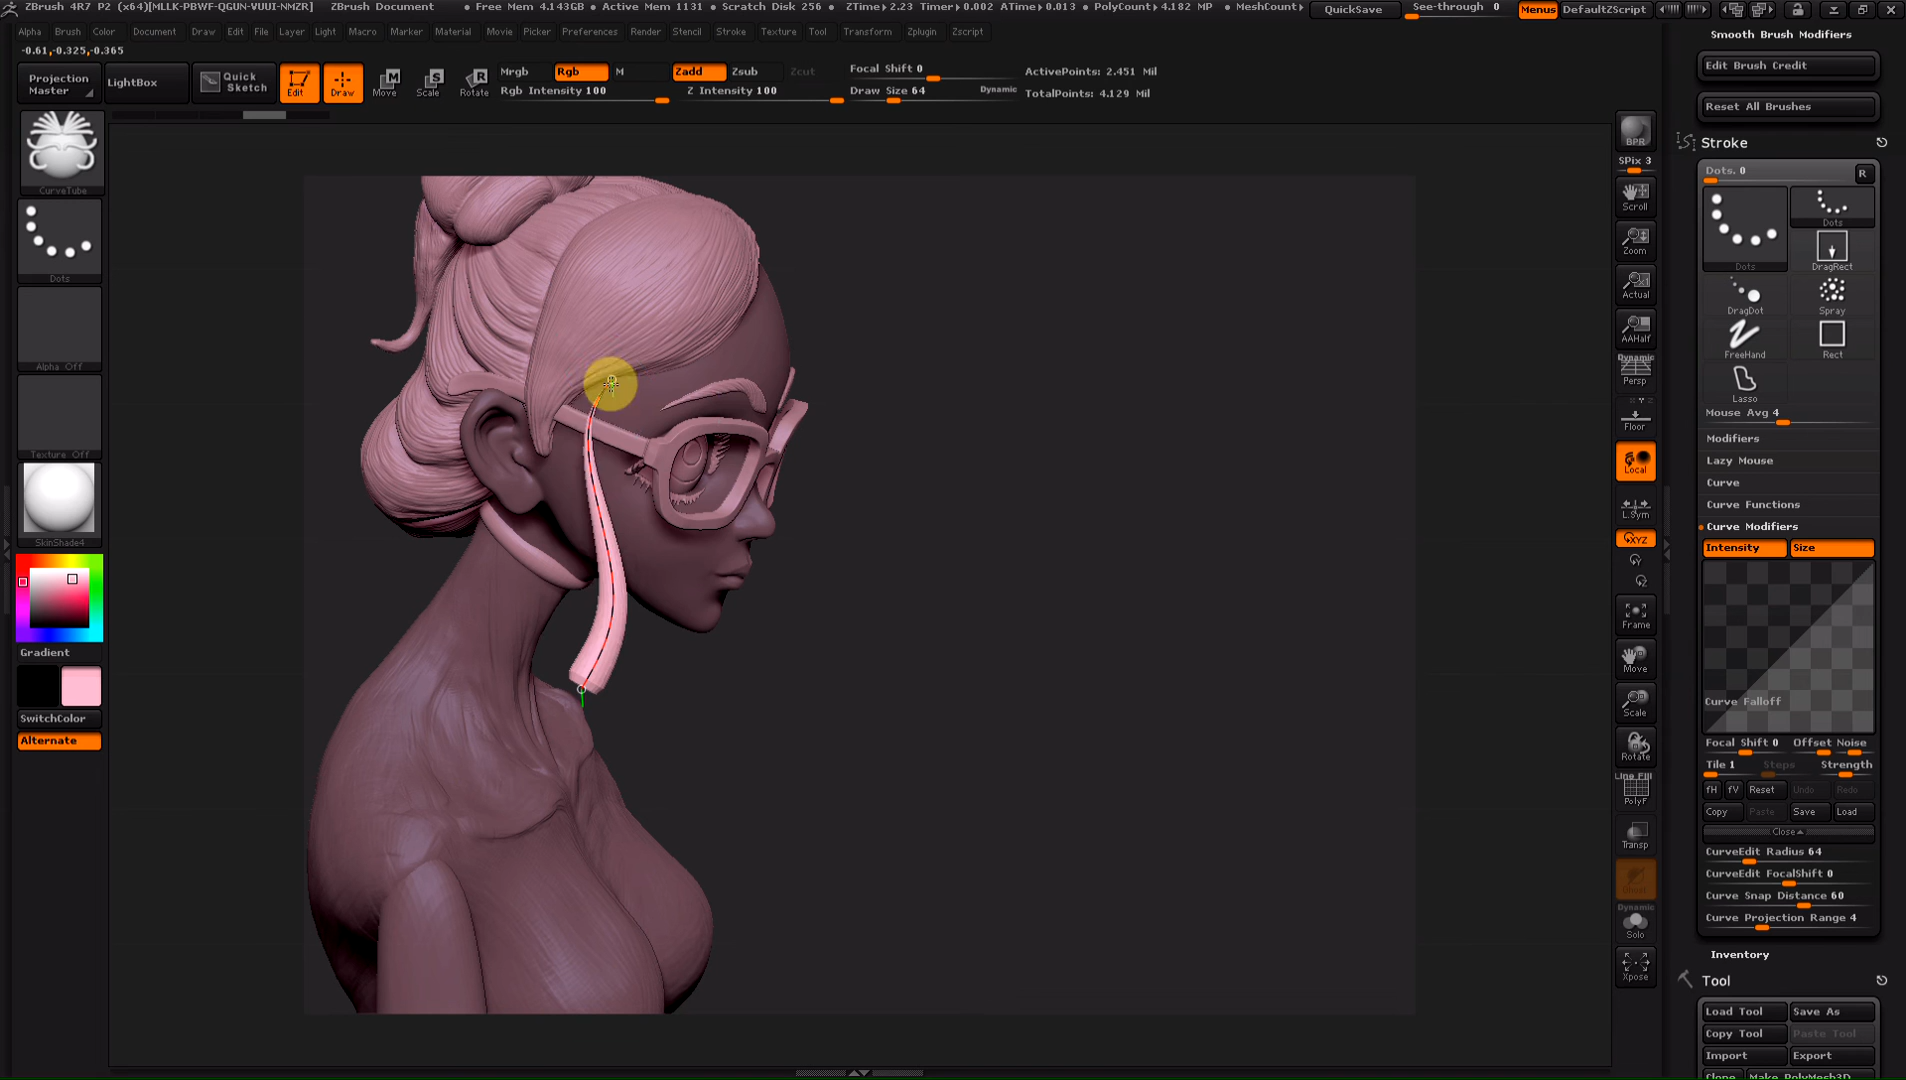 ZBrush 4R7 P2 (x64)[MLLK-PBWF-QGUN-VUUI-NMZR]
ZBrush Document
• Free Mem 4.143GB • Active Mem 1131 • Scratch Disk 256 • ZTime▸2.23 Timer▸0.002 ATime▸0.013 • PolyCount▸4.182 MP • MeshCount▸
QuickSave
See-through 0
Menus
DefaultZScript
Alpha Brush Color Document Draw Edit File Layer Light Macro Marker Material Movie Picker Preferences Render Stencil Stroke Texture Tool Transform Zplugin Zscript
-0.61,-0.325,-0.365
Projection Master
LightBox
Quick Sketch
Edit
Draw
Move
Scale
Rotate
Mrgb Rgb M
Rgb Intensity 100
Zadd Zsub Zcut
Z Intensity 100
Focal Shift 0
Draw Size 64
Dynamic
ActivePoints: 2.451 Mil
TotalPoints: 4.129 Mil
CurveTube
Dots
Alpha Off
Texture Off
SkinShade4
Gradient
SwitchColor
Alternate
BPR
SPix 3
Scroll
Zoom
Actual
AAHalf
Dynamic
Persp
Floor
Local
L.Sym
XYZ
Y
Z
Frame
Move
Scale
Rotate
Line Fill
PolyF
Transp
Ghost
Dynamic
Solo
Xpose
Smooth Brush Modifiers
Edit Brush Credit
Reset All Brushes
Stroke
Dots. 0
R
Dots
Dots
DragRect
DragDot
Spray
FreeHand
Rect
Lasso
Mouse Avg 4
Modifiers
Lazy Mouse
Curve
Curve Functions
Curve Modifiers
Intensity Size
Curve Falloff
Focal Shift 0 Offset Noise
Tile 1 Steps Strength
fH fV Reset Undo Redo
Copy Paste Save Load
Close
CurveEdit Radius 64
CurveEdit FocalShift 0
Curve Snap Distance 60
Curve Projection Range 4
Inventory
Tool
Load Tool Save As
Copy Tool Paste Tool
Import Export
Clone Make PolyMesh3D